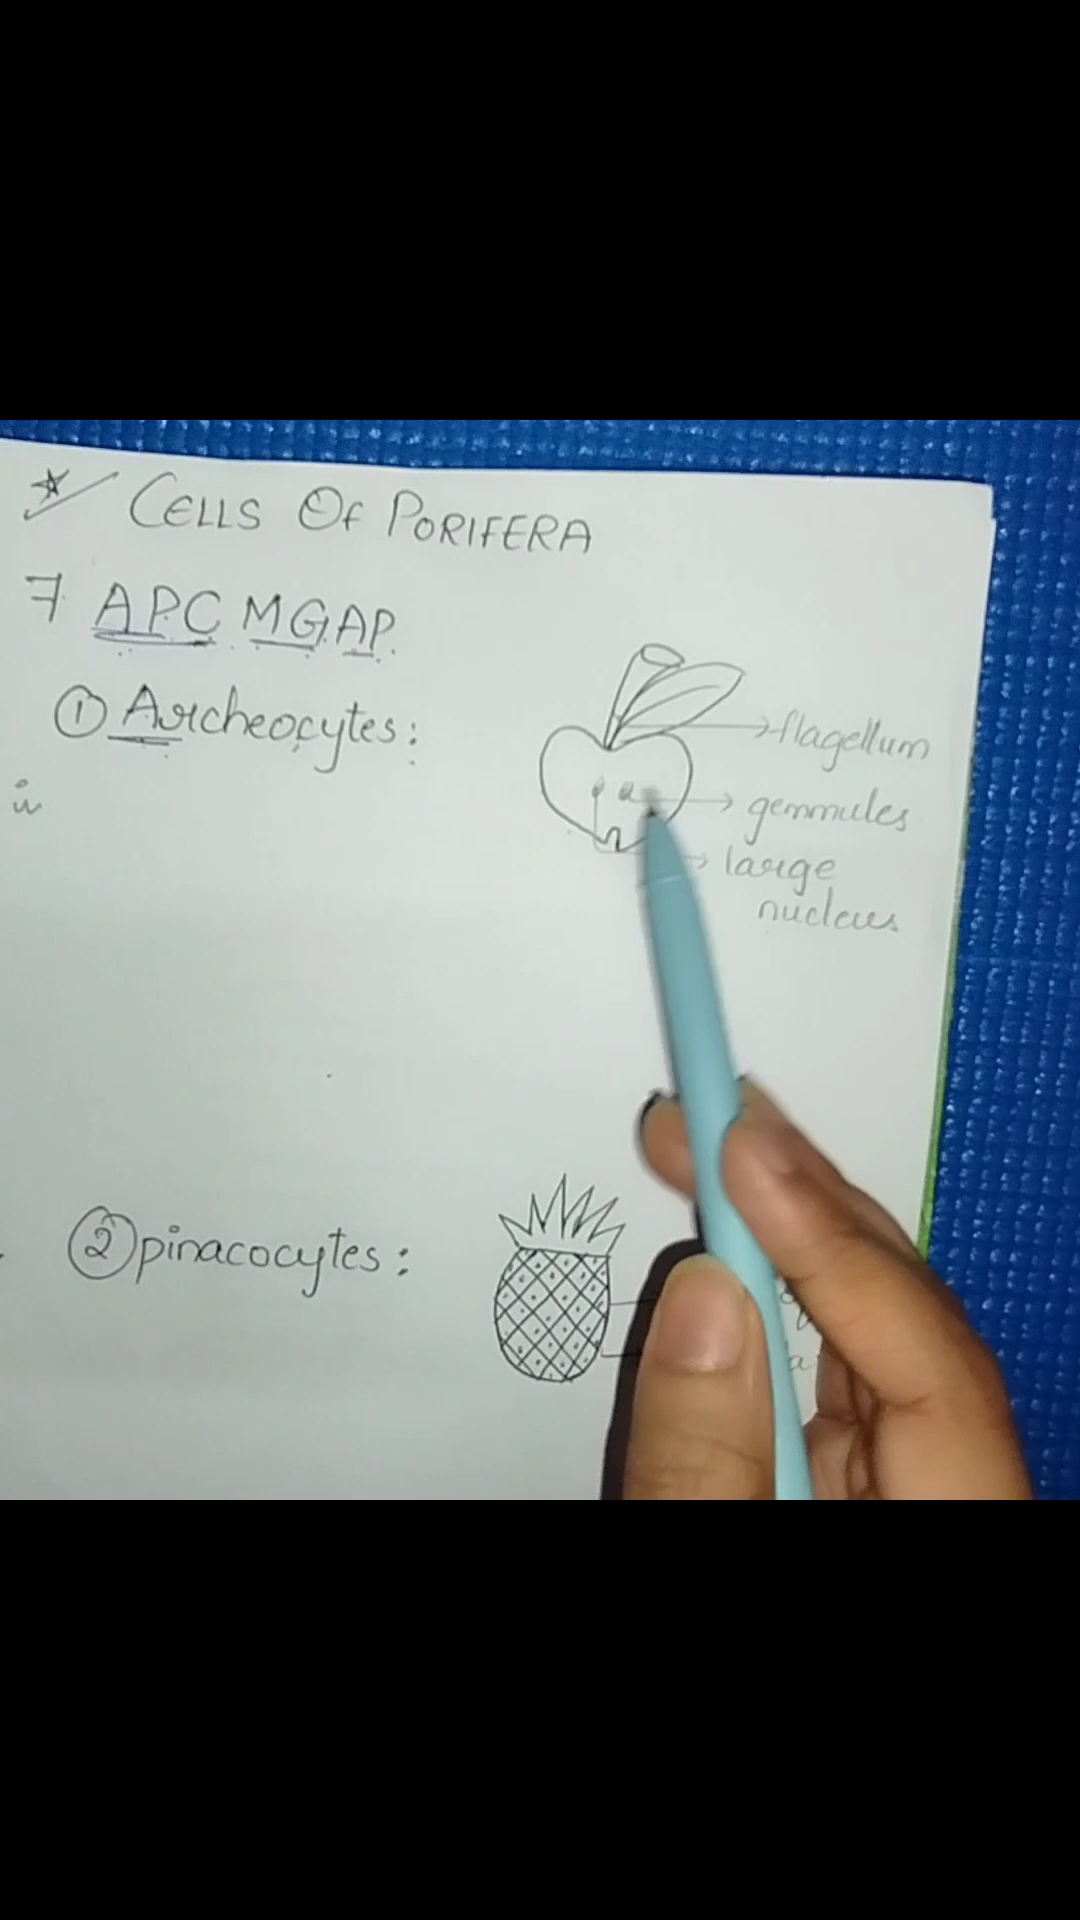 CELLS Of PORIFERA
7 APC MGAP.
① Archeocytes:
flagellum
gemmules
large
nucleus
② pinacocytes: